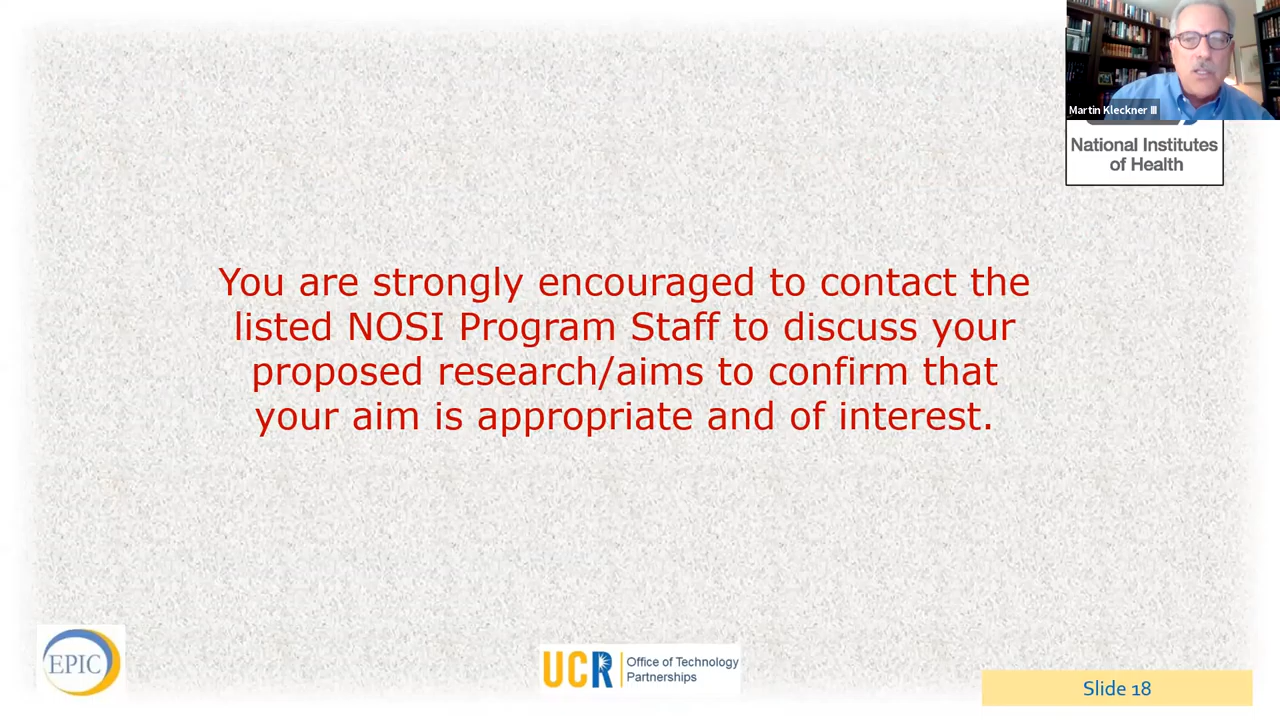 Martin Kleckner III
National Institutes
of Health
You are strongly encouraged to contact the
listed NOSI Program Staff to discuss your
proposed research/aims to confirm that
your aim is appropriate and of interest.
EPIC
UCR Office of Technology
Partnerships
Slide 18